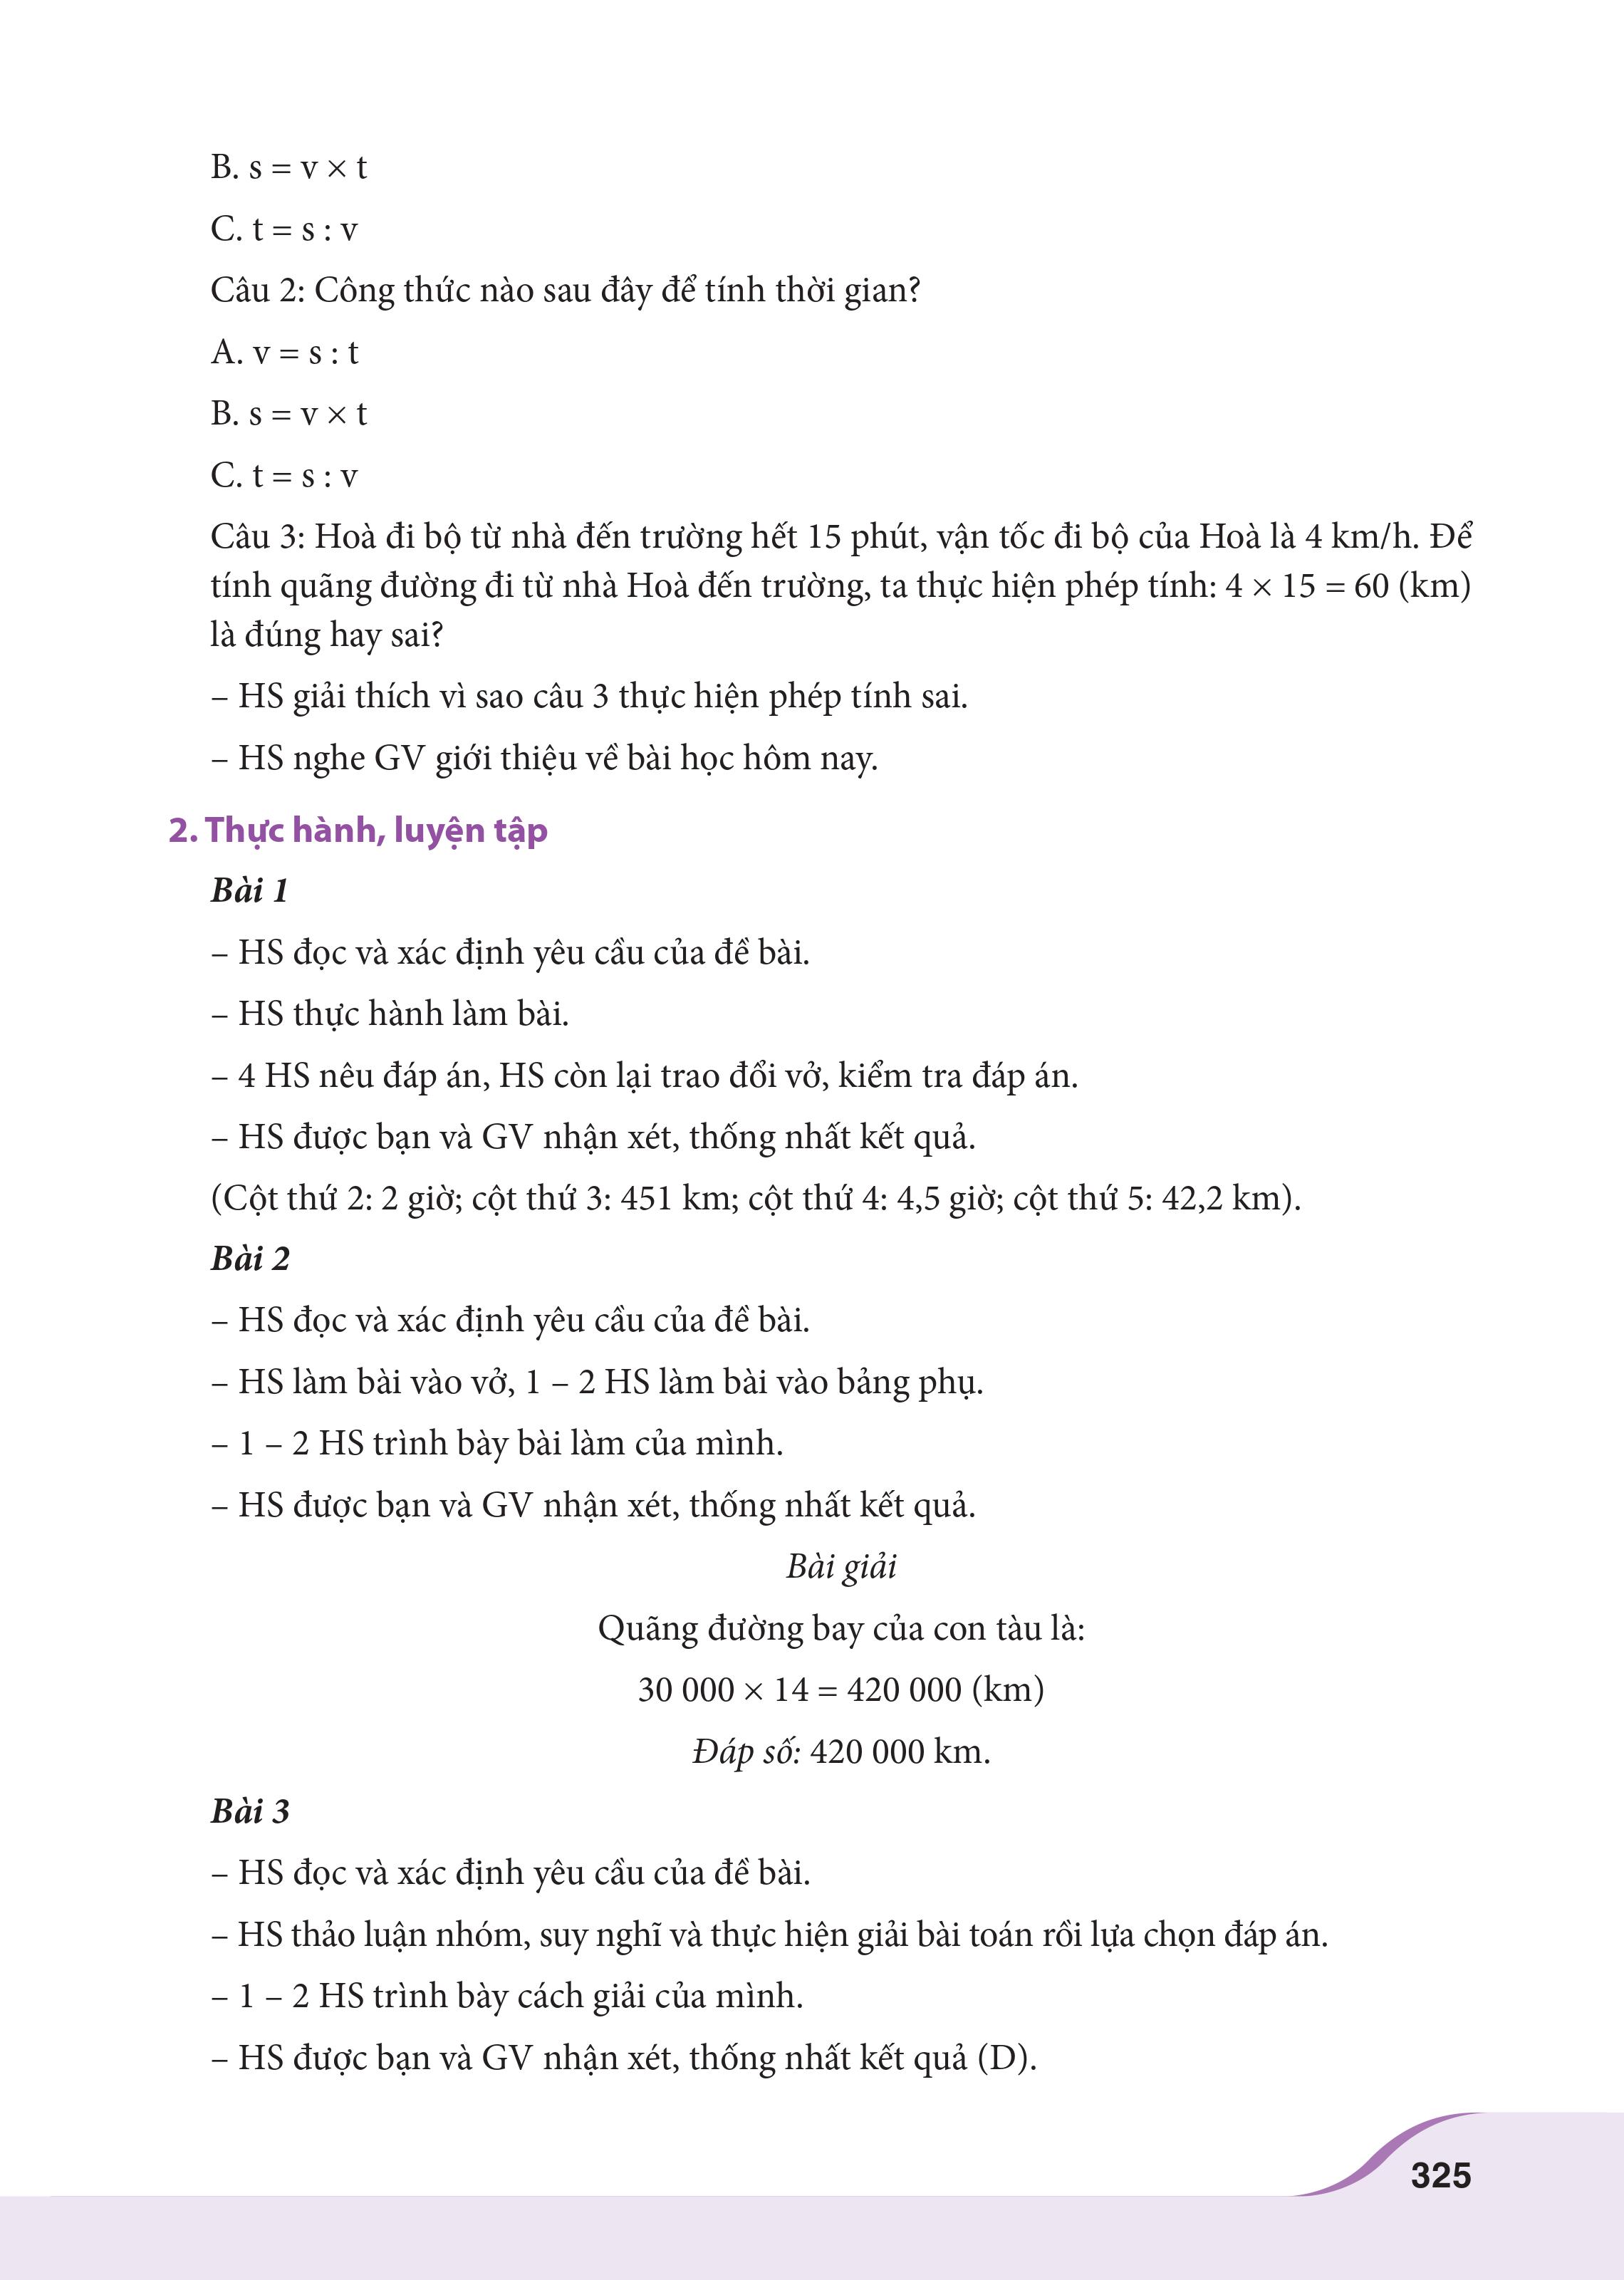 B. s = v × t
C. t = s : v
Câu 2: Công thức nào sau đây để tính thời gian?
A. v = s : t
B. s = v × t
C. t = s : v
Câu 3: Hoà đi bộ từ nhà đến trường hết 15 phút, vận tốc đi bộ của Hoà là 4 km/h. Để
tính quãng đường đi từ nhà Hoà đến trường, ta thực hiện phép tính: 4 × 15 = 60 (km)
là đúng hay sai?
– HS giải thích vì sao câu 3 thực hiện phép tính sai.
– HS nghe GV giới thiệu về bài học hôm nay.
2. Thực hành, luyện tập
Bài 1
– HS đọc và xác định yêu cầu của đề bài.
– HS thực hành làm bài.
– 4 HS nêu đáp án, HS còn lại trao đổi vở, kiểm tra đáp án.
– HS được bạn và GV nhận xét, thống nhất kết quả.
(Cột thứ 2: 2 giờ; cột thứ 3: 451 km; cột thứ 4: 4,5 giờ; cột thứ 5: 42,2 km).
Bài 2
– HS đọc và xác định yêu cầu của đề bài.
– HS làm bài vào vở, 1 – 2 HS làm bài vào bảng phụ.
– 1 – 2 HS trình bày bài làm của mình.
– HS được bạn và GV nhận xét, thống nhất kết quả.
Bài giải
Quãng đường bay của con tàu là:
30 000 × 14 = 420 000 (km)
Đáp số: 420 000 km.
Bài 3
– HS đọc và xác định yêu cầu của đề bài.
– HS thảo luận nhóm, suy nghĩ và thực hiện giải bài toán rồi lựa chọn đáp án.
– 1 – 2 HS trình bày cách giải của mình.
– HS được bạn và GV nhận xét, thống nhất kết quả (D).
325